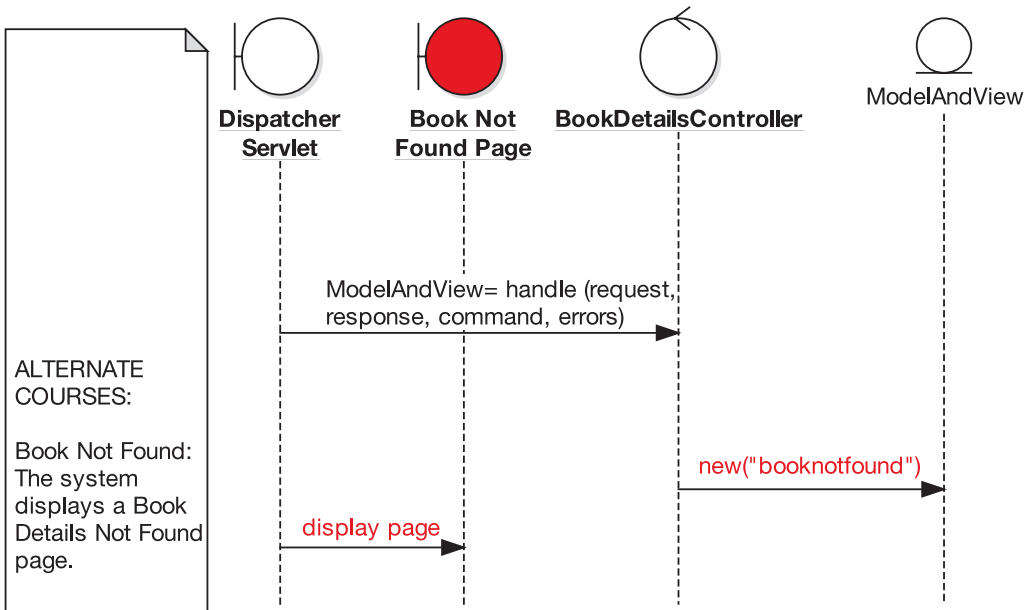 Dispatcher
Servlet
Book Not
Found Page
BookDetailsController
ModelAndView
ModelAndView= handle (request,
response, command, errors)
ALTERNATE
COURSES:
Book Not Found:
The system
displays a Book
Details Not Found
page.
new("booknotfound")
display page